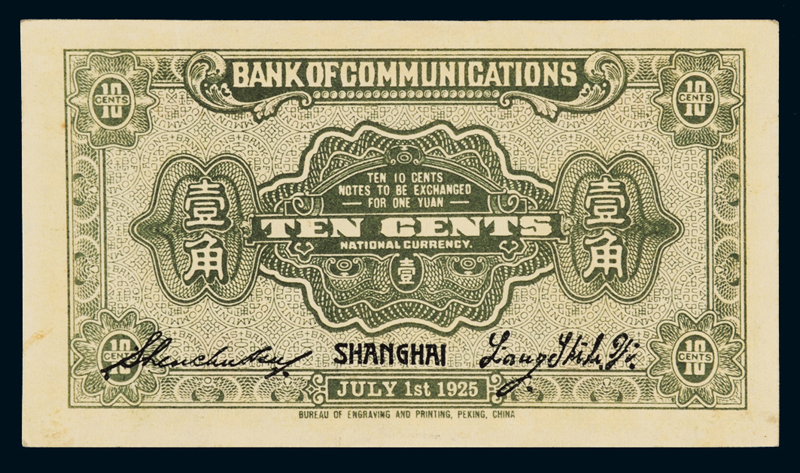 BANK OF COMMUNICATIONS
10 CENTS
10 CENTS
TEN 10 CENTS
NOTES TO BE EXCHANGED
FOR ONE YUAN
壹角
TEN CENTS
壹角
NATIONAL CURRENCY.
壹
10 CENTS
SHANGHAI
10 CENTS
JULY 1st 1925
BUREAU OF ENGRAVING AND PRINTING, PEKING, CHINA